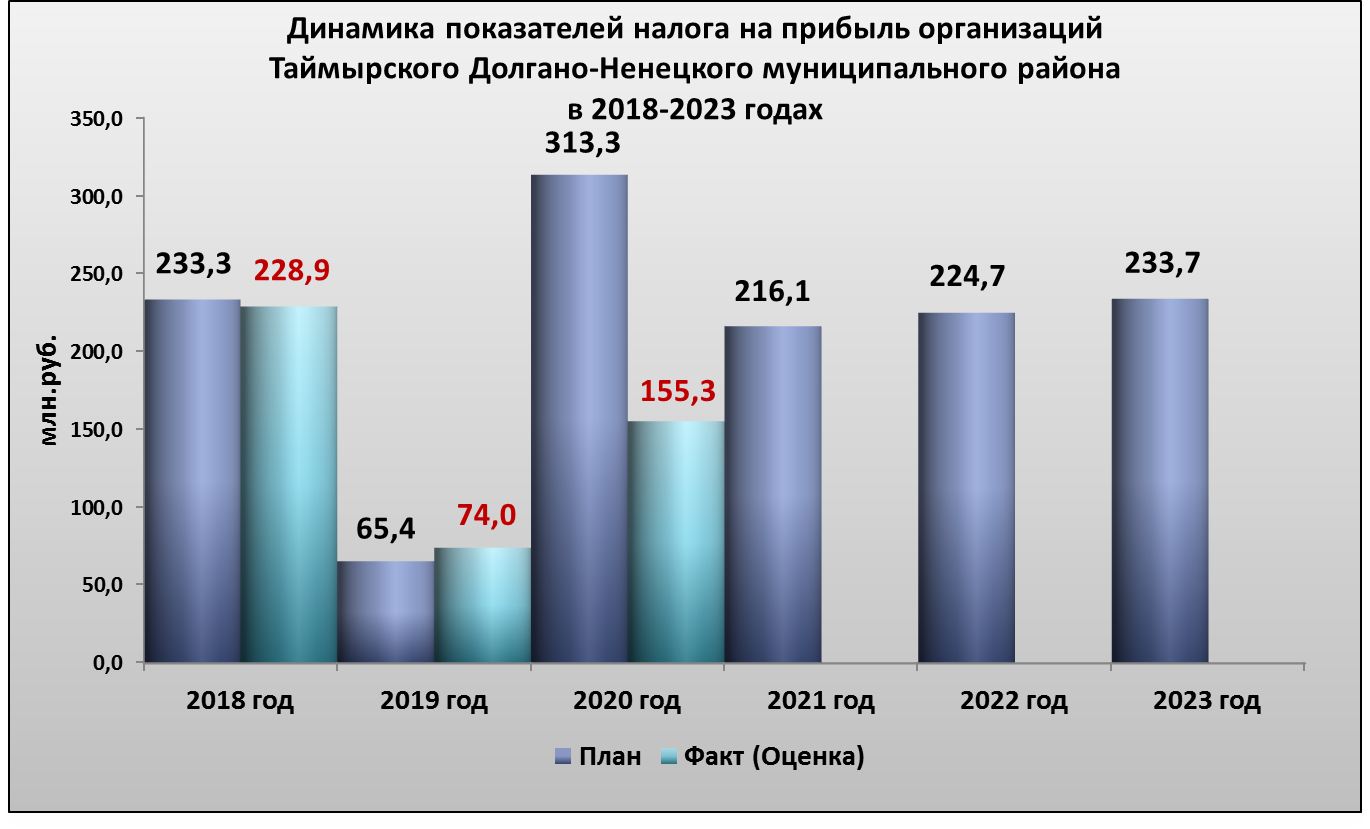 Динамика показателей налога на прибыль организаций
Таймырского Долгано-Ненецкого муниципального района
в 2018-2023 годах
млн.руб.
350,0
300,0
250,0
200,0
150,0
100,0
50,0
0,0
233,3
228,9
65,4
74,0
313,3
155,3
216,1
224,7
233,7
2018 год
2019 год
2020 год
2021 год
2022 год
2023 год
План
Факт (Оценка)